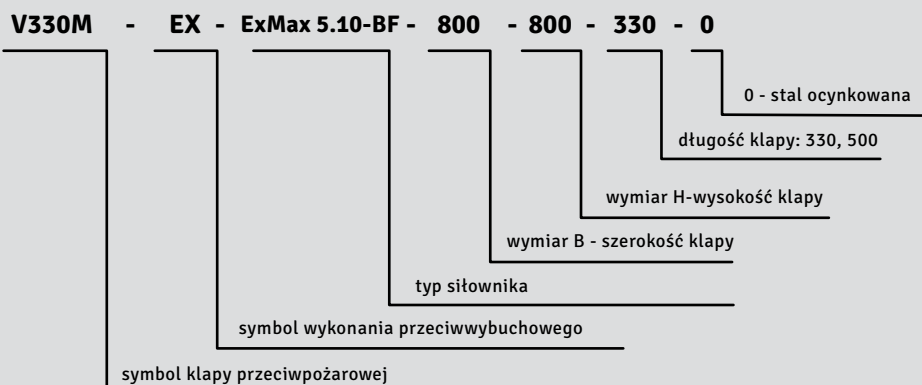 V330M - EX - ExMax 5.10-BF - 800 - 800 - 330 - 0
0 - stal ocynkowana
długość klapy: 330, 500
wymiar H-wysokość klapy
wymiar B - szerokość klapy
typ siłownika
symbol wykonania przeciwwybuchowego
symbol klapy przeciwpożarowej